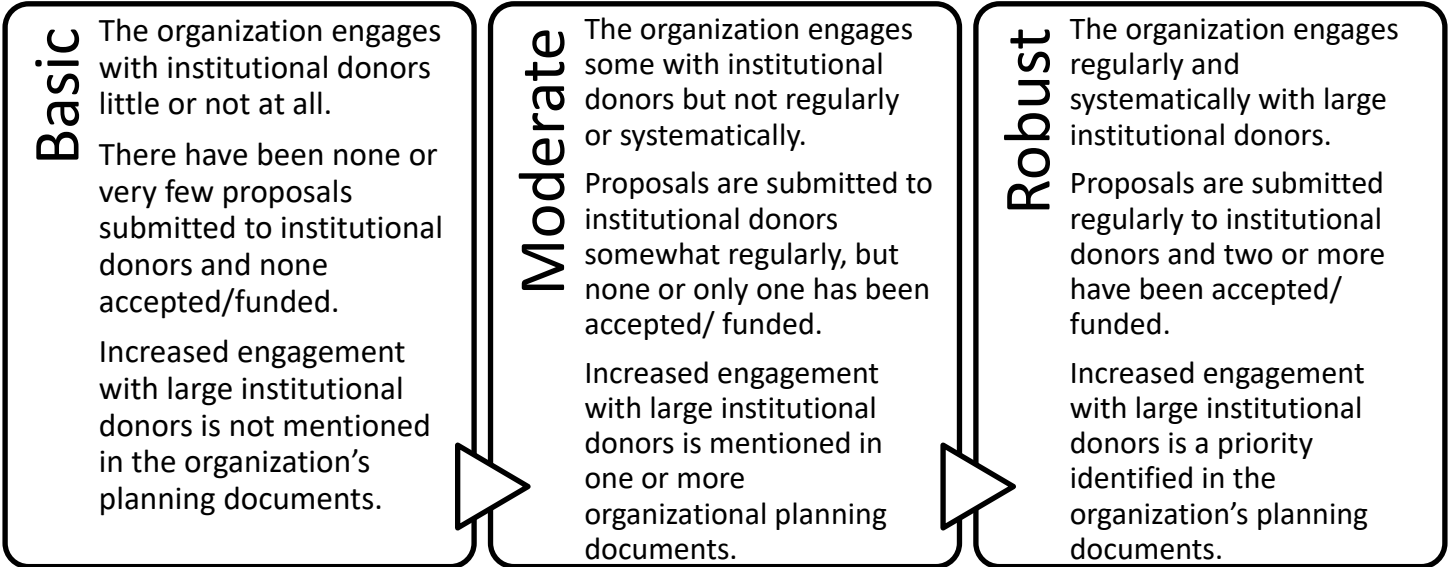 Basic
The organization engages
with institutional donors
little or not at all.
There have been none or
very few proposals
submitted to institutional
donors and none
accepted/funded.
Increased engagement
with large institutional
donors is not mentioned
in the organization’s
planning documents.
Moderate
The organization engages
some with institutional
donors but not regularly
or systematically.
Proposals are submitted to
institutional donors
somewhat regularly, but
none or only one has been
accepted/ funded.
Increased engagement
with large institutional
donors is mentioned in
one or more
organizational planning
documents.
Robust
The organization engages
regularly and
systematically with large
institutional donors.
Proposals are submitted
regularly to institutional
donors and two or more
have been accepted/
funded.
Increased engagement
with large institutional
donors is a priority
identified in the
organization’s planning
documents.